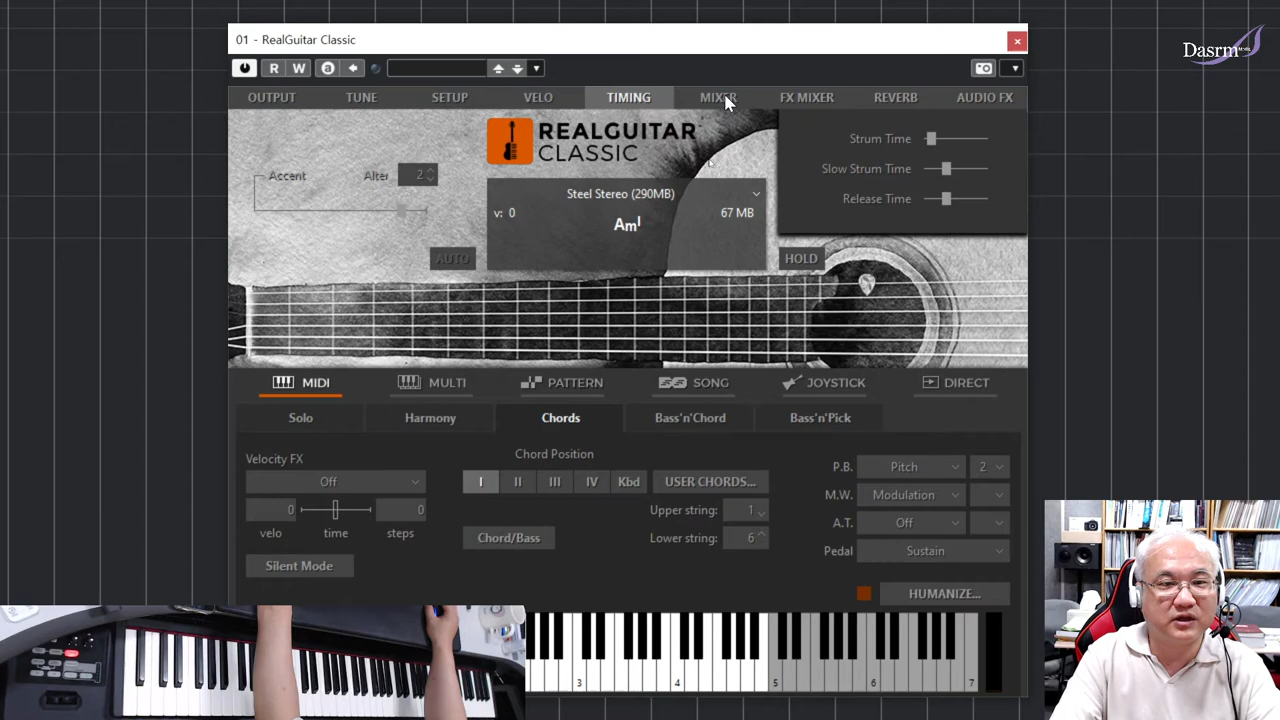 01 - RealGuitar Classic
Dasrm Media
R W a
OUTPUT TUNE SETUP VELO TIMING MIXER FX MIXER REVERB AUDIO FX
REALGUITAR
CLASSIC
Strum Time
Slow Strum Time
Release Time
Accent Alter 2
Steel Stereo (290MB)
v: 0 67 MB
Am I
AUTO HOLD
MIDI MULTI PATTERN SONG JOYSTICK DIRECT
Solo Harmony Chords Bass'n'Chord Bass'n'Pick
Velocity FX
Off
0 0
velo time steps
Silent Mode
Chord Position
I II III IV Kbd USER CHORDS...
Upper string: 1
Chord/Bass Lower string: 6
P.B. Pitch 2
M.W. Modulation
A.T. Off
Pedal Sustain
HUMANIZE...
3 4 5 6 7